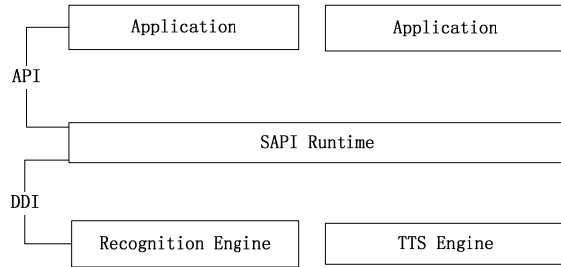 Application
Application
API
SAPI Runtime
DDI
Recognition Engine
TTS Engine